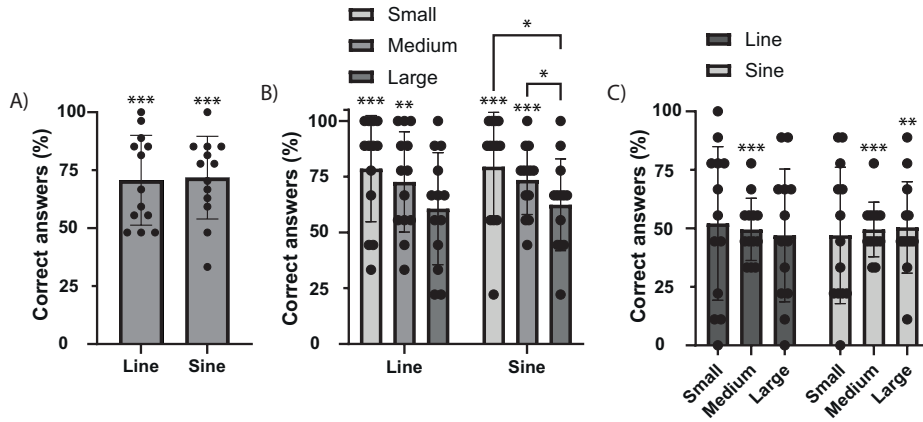 A)
Correct answers (%)
100
75
50
25
0
***
***
Line
Sine
B)
Small
Medium
Large
Correct answers (%)
100
75
50
25
0
***
**
***
***
*
*
Line
Sine
C)
Line
Sine
Correct answers (%)
100
75
50
25
0
***
***
**
Small
Medium
Large
Small
Medium
Large